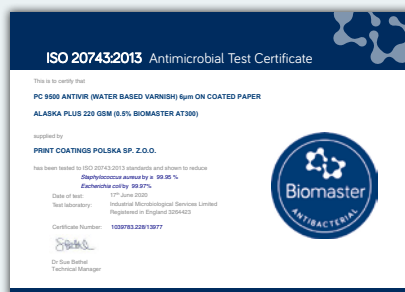 ISO 20743:2013 Antimicrobial Test Certificate
This is to certify that
PC 9500 ANTIVIR (WATER BASED VARNISH) 6µm ON COATED PAPER
ALASKA PLUS 220 GSM (0.5% BIOMASTER AT300)
supplied by
PRINT COATINGS POLSKA SP. Z.O.O.
has been tested to ISO 20743:2013 standards and shown to reduce
Staphylococcus aureus by a 99.95 %
Escherichia coli by 99.97%
Date of test: 17th June 2020
Test laboratory: Industrial Microbiological Services Limited
Registered in England 3284423
Certificate Number: 1039783.228/13977
Dr Sue Bethel
Technical Manager
Biomaster
ANTIBACTERIAL